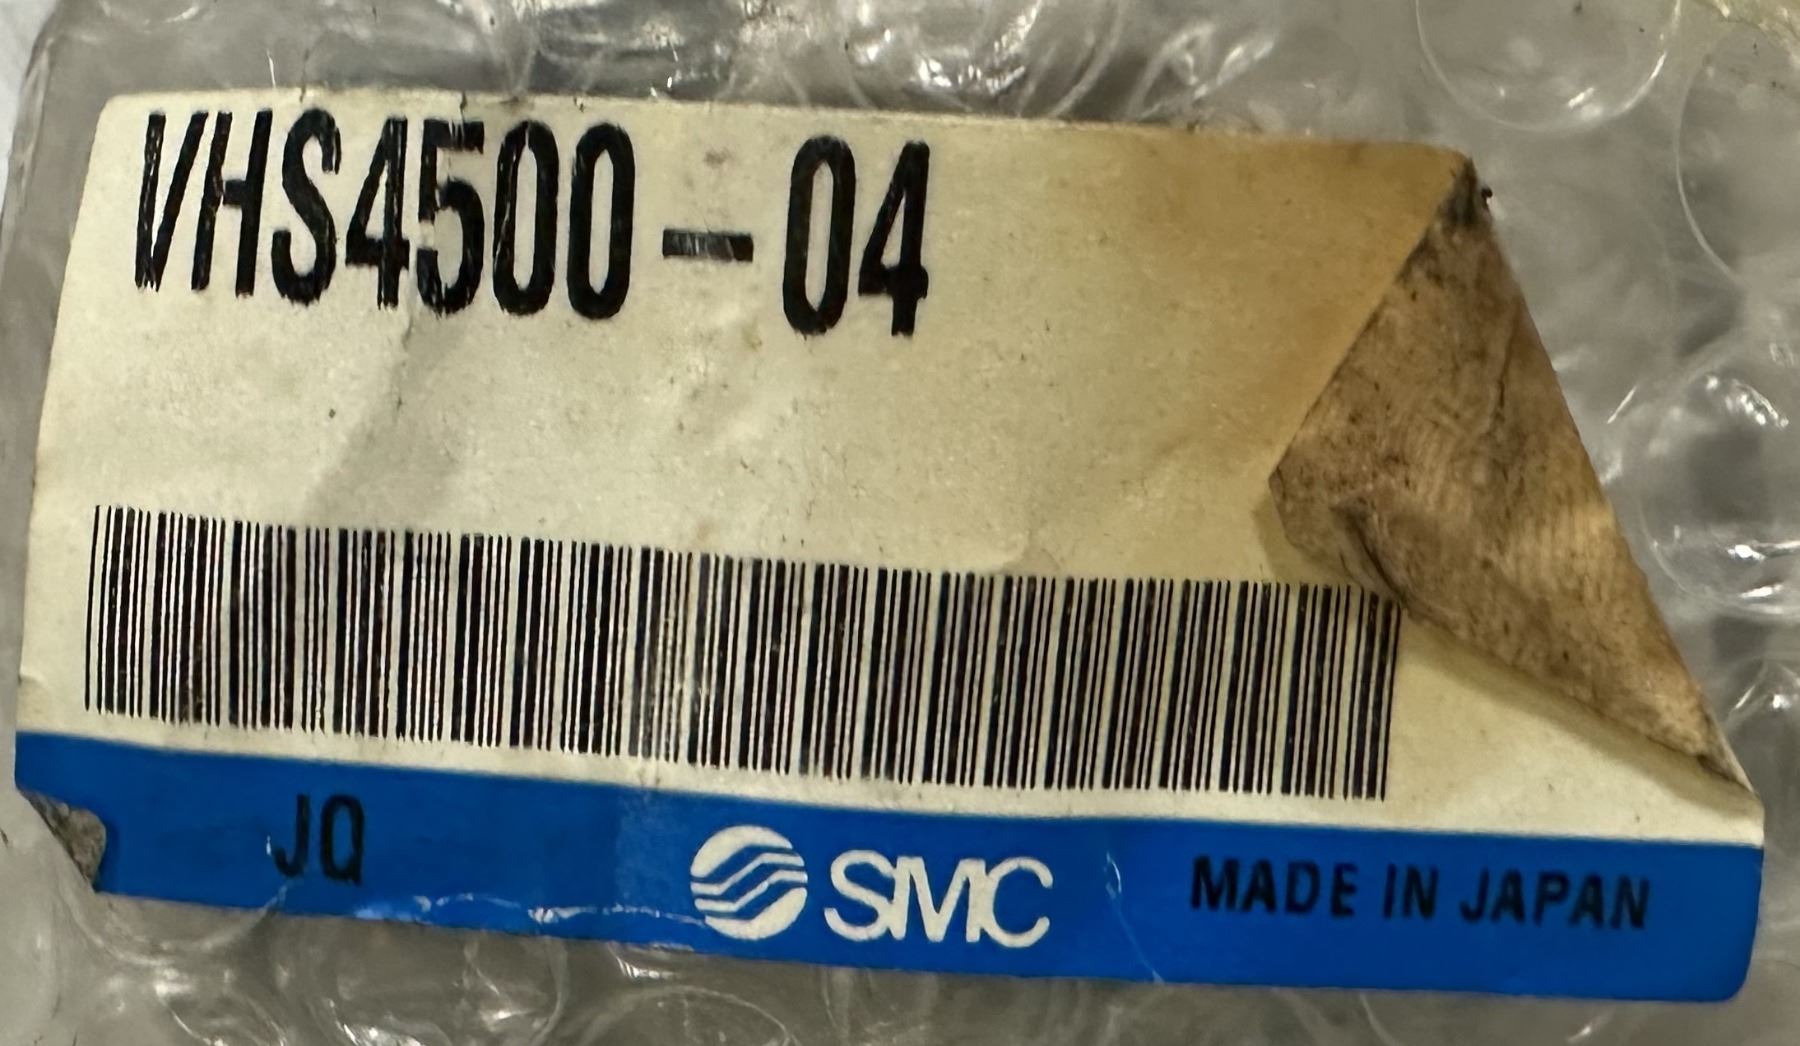 VHS4500-04
JQ SMC MADE IN JAPAN